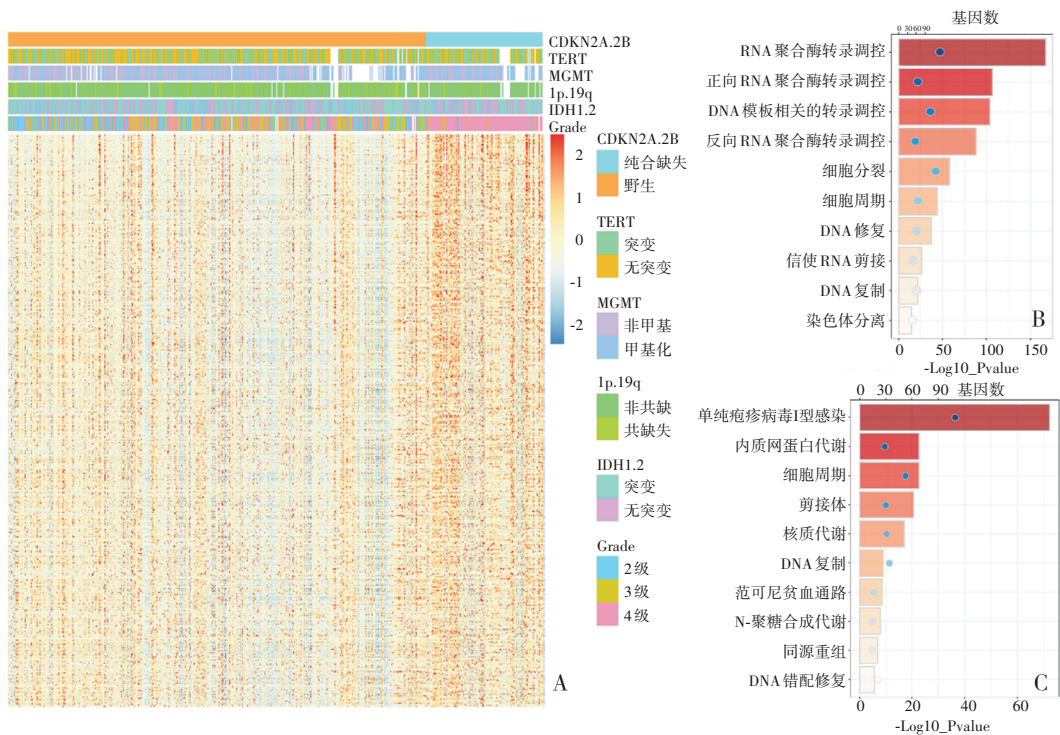 CDKN2A.2B
TERT
MGMT
1p.19q
IDH1.2
Grade
2
1
0
-1
-2
CDKN2A.2B
纯合缺失
野生
TERT
突变
无突变
MGMT
非甲基
甲基化
1p.19q
非共缺
共缺失
IDH1.2
突变
无突变
Grade
2级
3级
4级
A
基因数
0 30 60 90
RNA聚合酶转录调控
正向RNA聚合酶转录调控
DNA模板相关的转录调控
反向RNA聚合酶转录调控
细胞分裂
细胞周期
DNA修复
信使RNA剪接
DNA复制
染色体分离
B
0 50 100 150
-Log10_Pvalue
0 30 60 90 基因数
单纯疱疹病毒I型感染
内质网蛋白代谢
细胞周期
剪接体
核质代谢
DNA复制
范可尼贫血通路
N-聚糖合成代谢
同源重组
DNA错配修复
C
0 20 40 60
-Log10_Pvalue